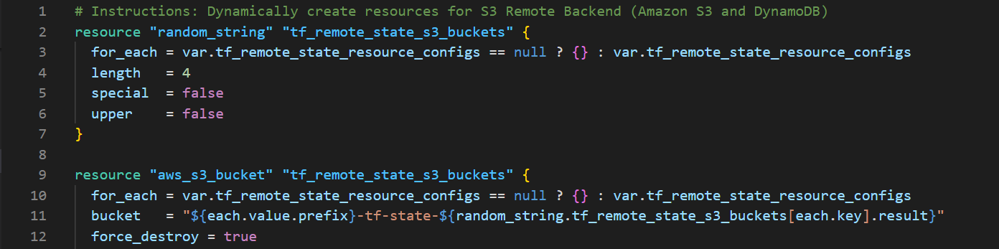 1 # Instructions: Dynamically create resources for S3 Remote Backend (Amazon S3 and DynamoDB)
2 resource "random_string" "tf_remote_state_s3_buckets" {
3   for_each = var.tf_remote_state_resource_configs == null ? {} : var.tf_remote_state_resource_configs
4   length   = 4
5   special  = false
6   upper    = false
7 }
8
9 resource "aws_s3_bucket" "tf_remote_state_s3_buckets" {
10   for_each = var.tf_remote_state_resource_configs == null ? {} : var.tf_remote_state_resource_configs
11   bucket   = "${each.value.prefix}-tf-state-${random_string.tf_remote_state_s3_buckets[each.key].result}"
12   force_destroy = true